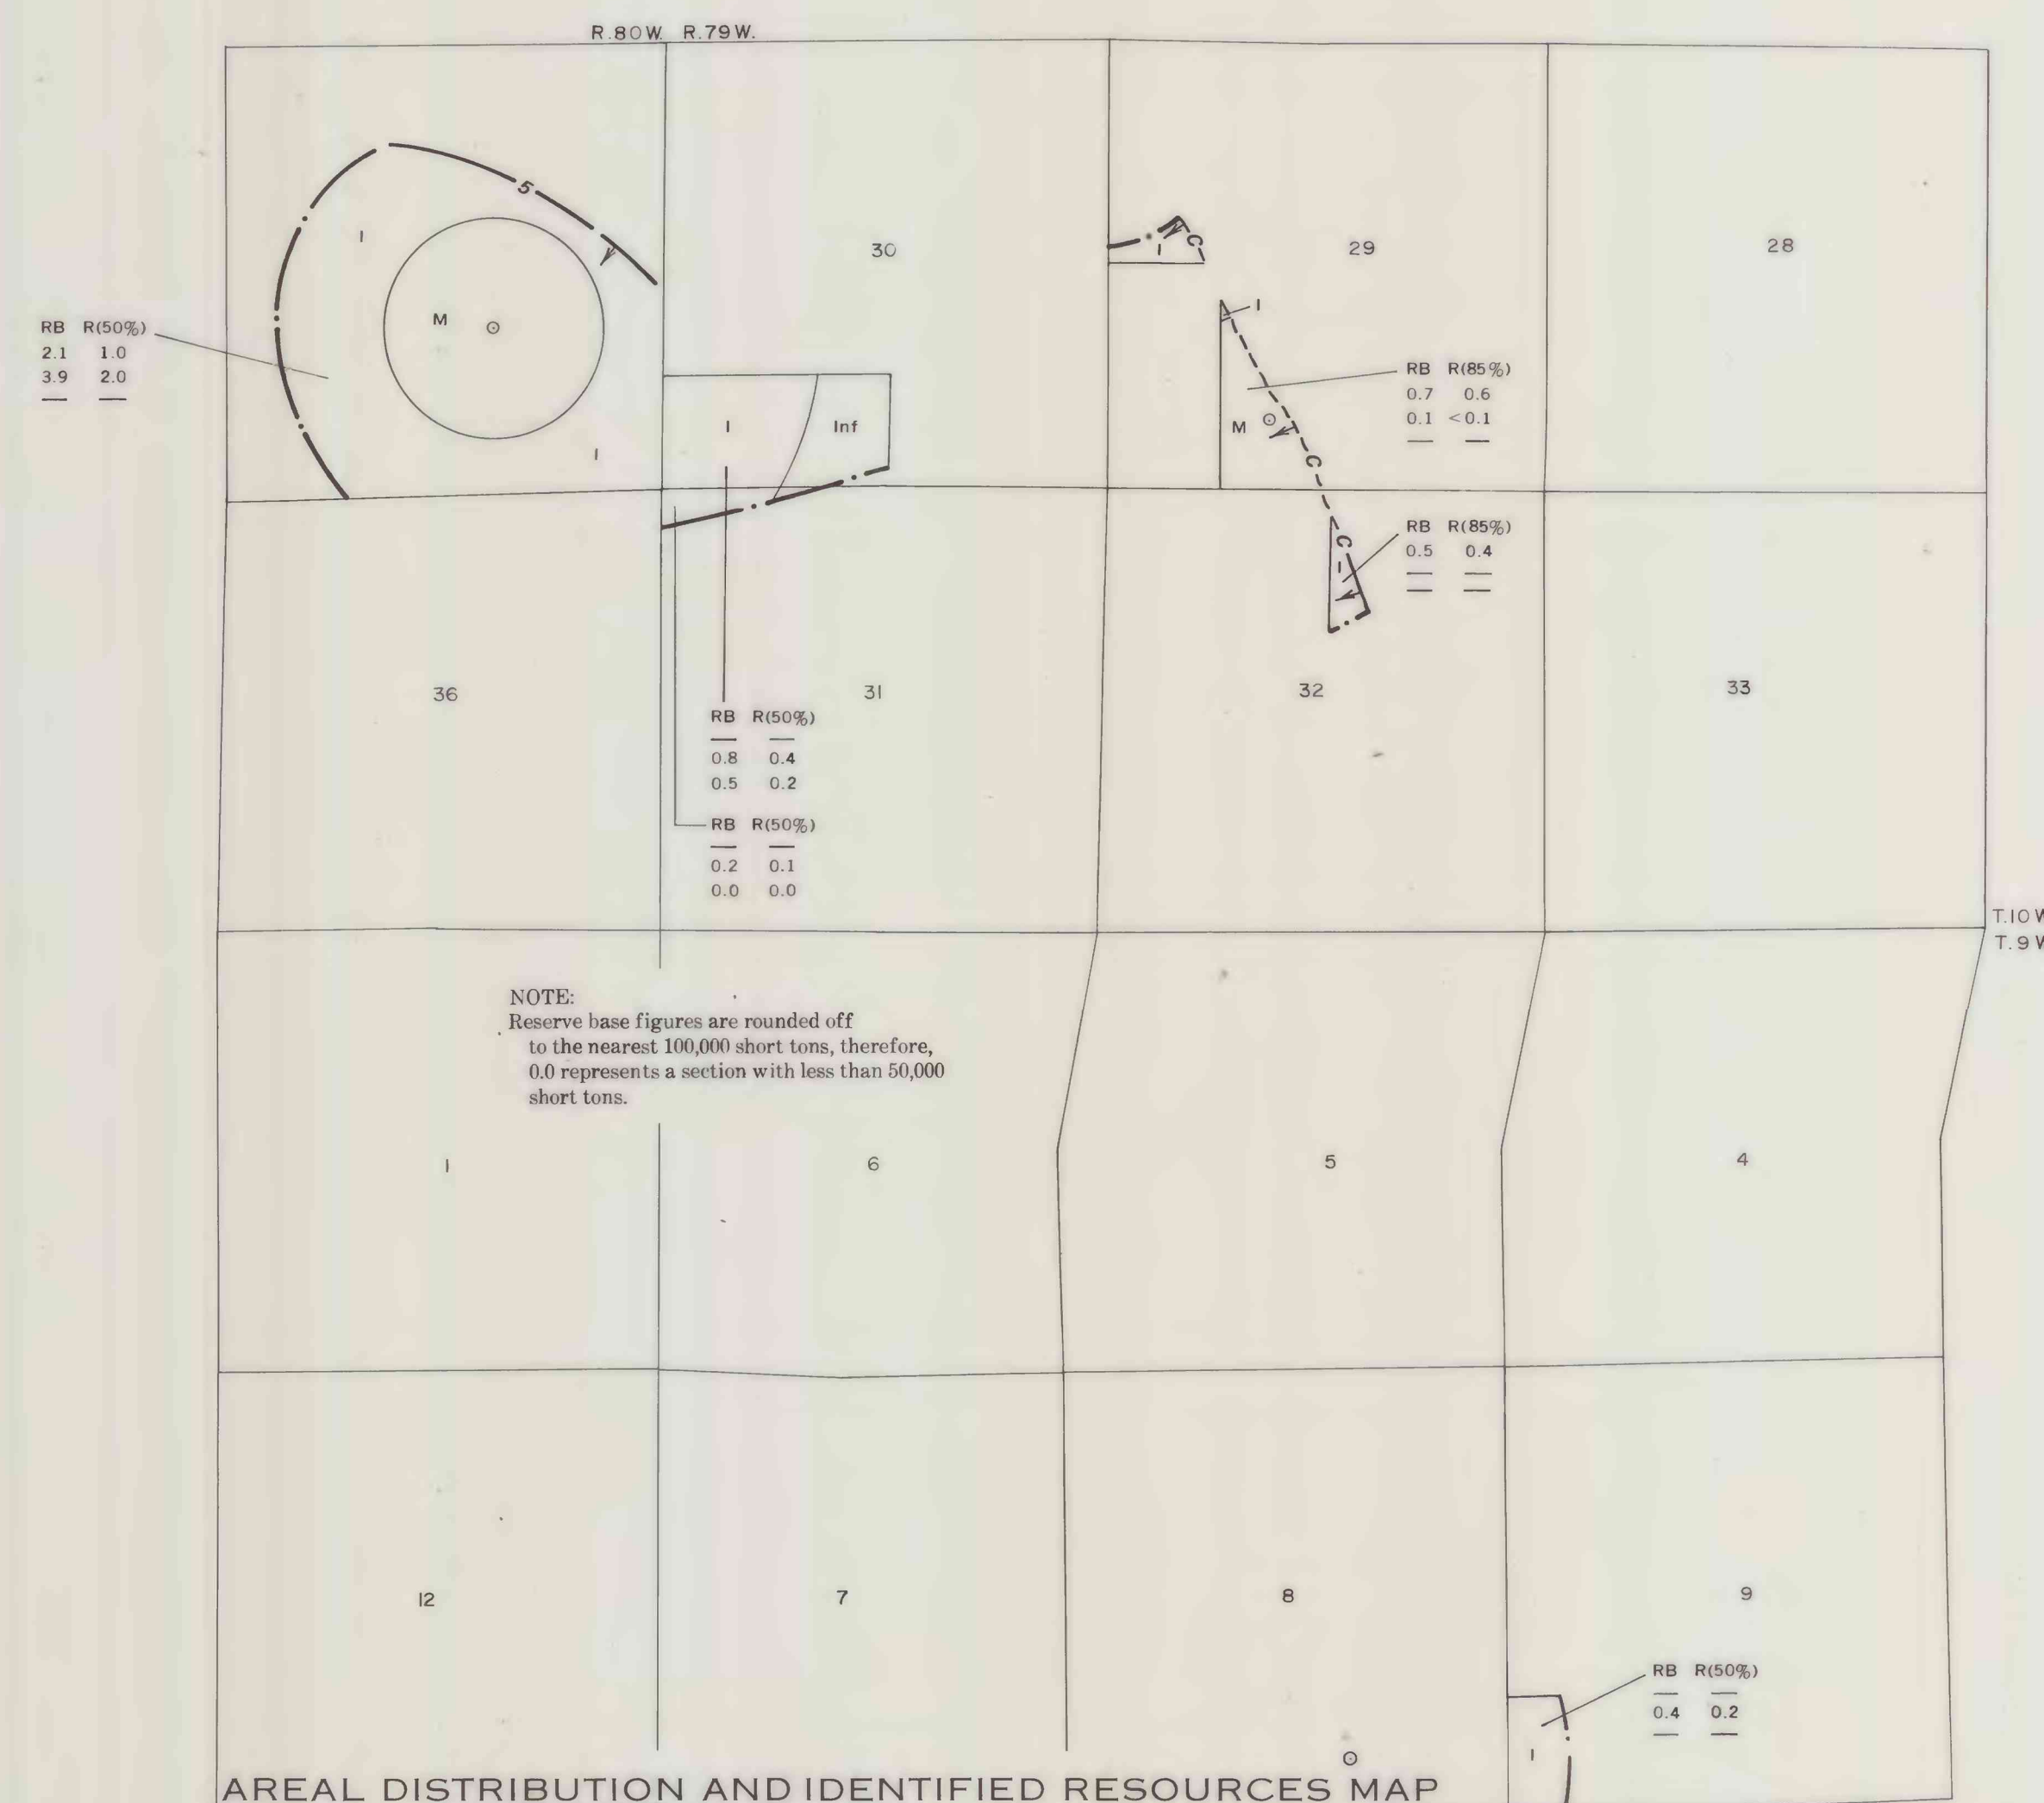 R.80W. R.79W.
5
I
30
29
28
C
I
I
M
RB R(50%)
2.1 1.0
3.9 2.0
— —
RB R(85%)
0.7 0.6
0.1 <0.1
— —
I
Inf
M
I
C
RB R(85%)
0.5 0.4
— —
— —
C
I
36
31
32
33
RB R(50%)
— —
0.8 0.4
0.5 0.2
RB R(50%)
— —
0.2 0.1
0.0 0.0
T.10W
T.9W
NOTE:
Reserve base figures are rounded off
to the nearest 100,000 short tons, therefore,
0.0 represents a section with less than 50,000
short tons.
1
6
5
4
12
7
8
9
RB R(50%)
— —
0.4 0.2
— —
I
AREAL DISTRIBUTION AND IDENTIFIED RESOURCES MAP